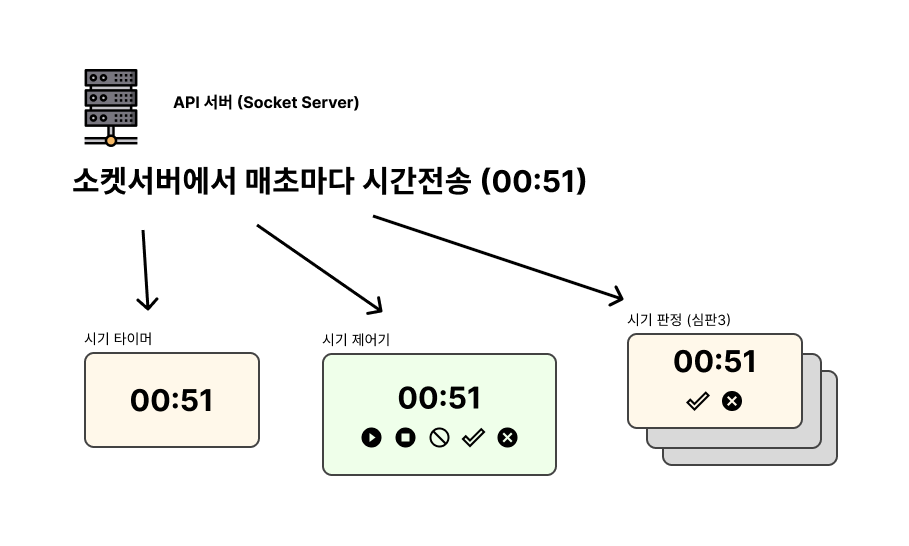 API 서버 (Socket Server)
소켓서버에서 매초마다 시간전송 (00:51)
시기 타이머
00:51
시기 제어기
00:51
시기 판정 (심판3)
00:51